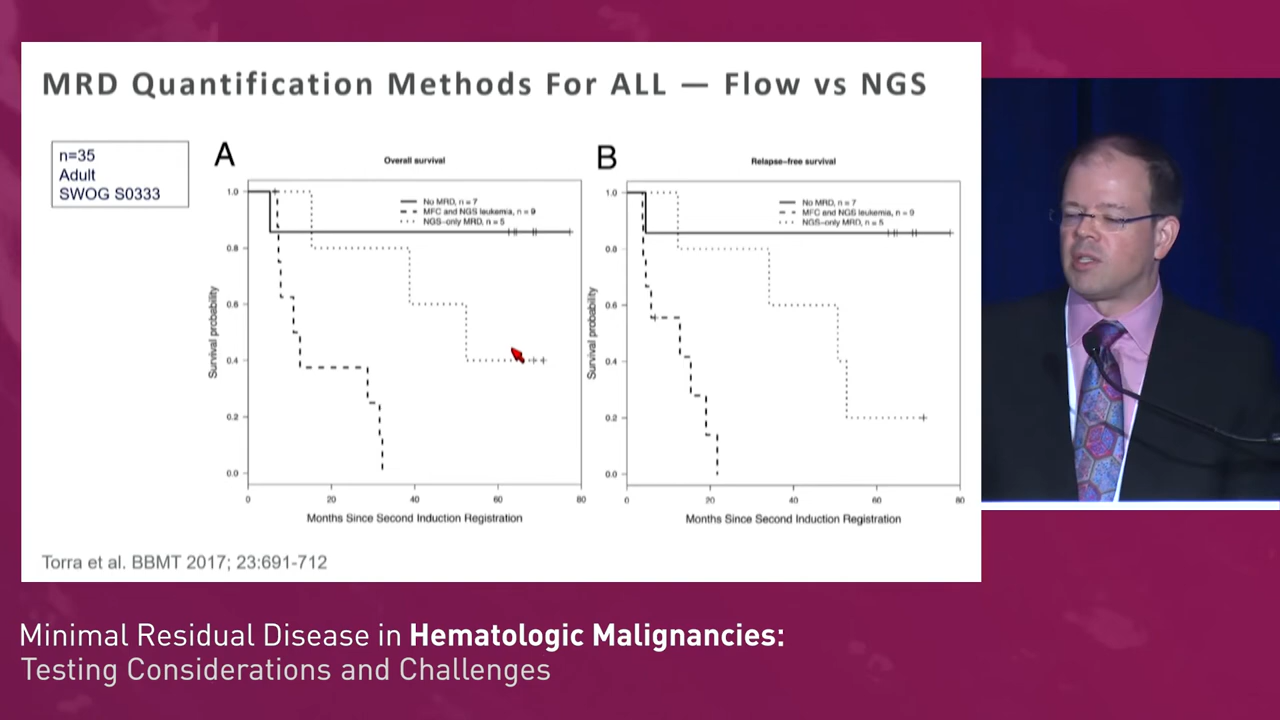 MRD Quantification Methods For ALL — Flow vs NGS
n=35
Adult
SWOG S0333
A
Overall survival
No MRD, n = 7
MFC and NGS leukemia, n = 9
NGS-only MRD, n = 5
Survival probability
1.0
0.8
0.6
0.4
0.2
0.0
0 20 40 60 80
Months Since Second Induction Registration
B
Relapse-free survival
No MRD, n = 7
MFC and NGS leukemia, n = 9
NGS-only MRD, n = 5
Survival probability
1.0
0.8
0.6
0.4
0.2
0.0
0 20 40 60 80
Months Since Second Induction Registration
Torra et al. BBMT 2017; 23:691-712
Minimal Residual Disease in Hematologic Malignancies:
Testing Considerations and Challenges